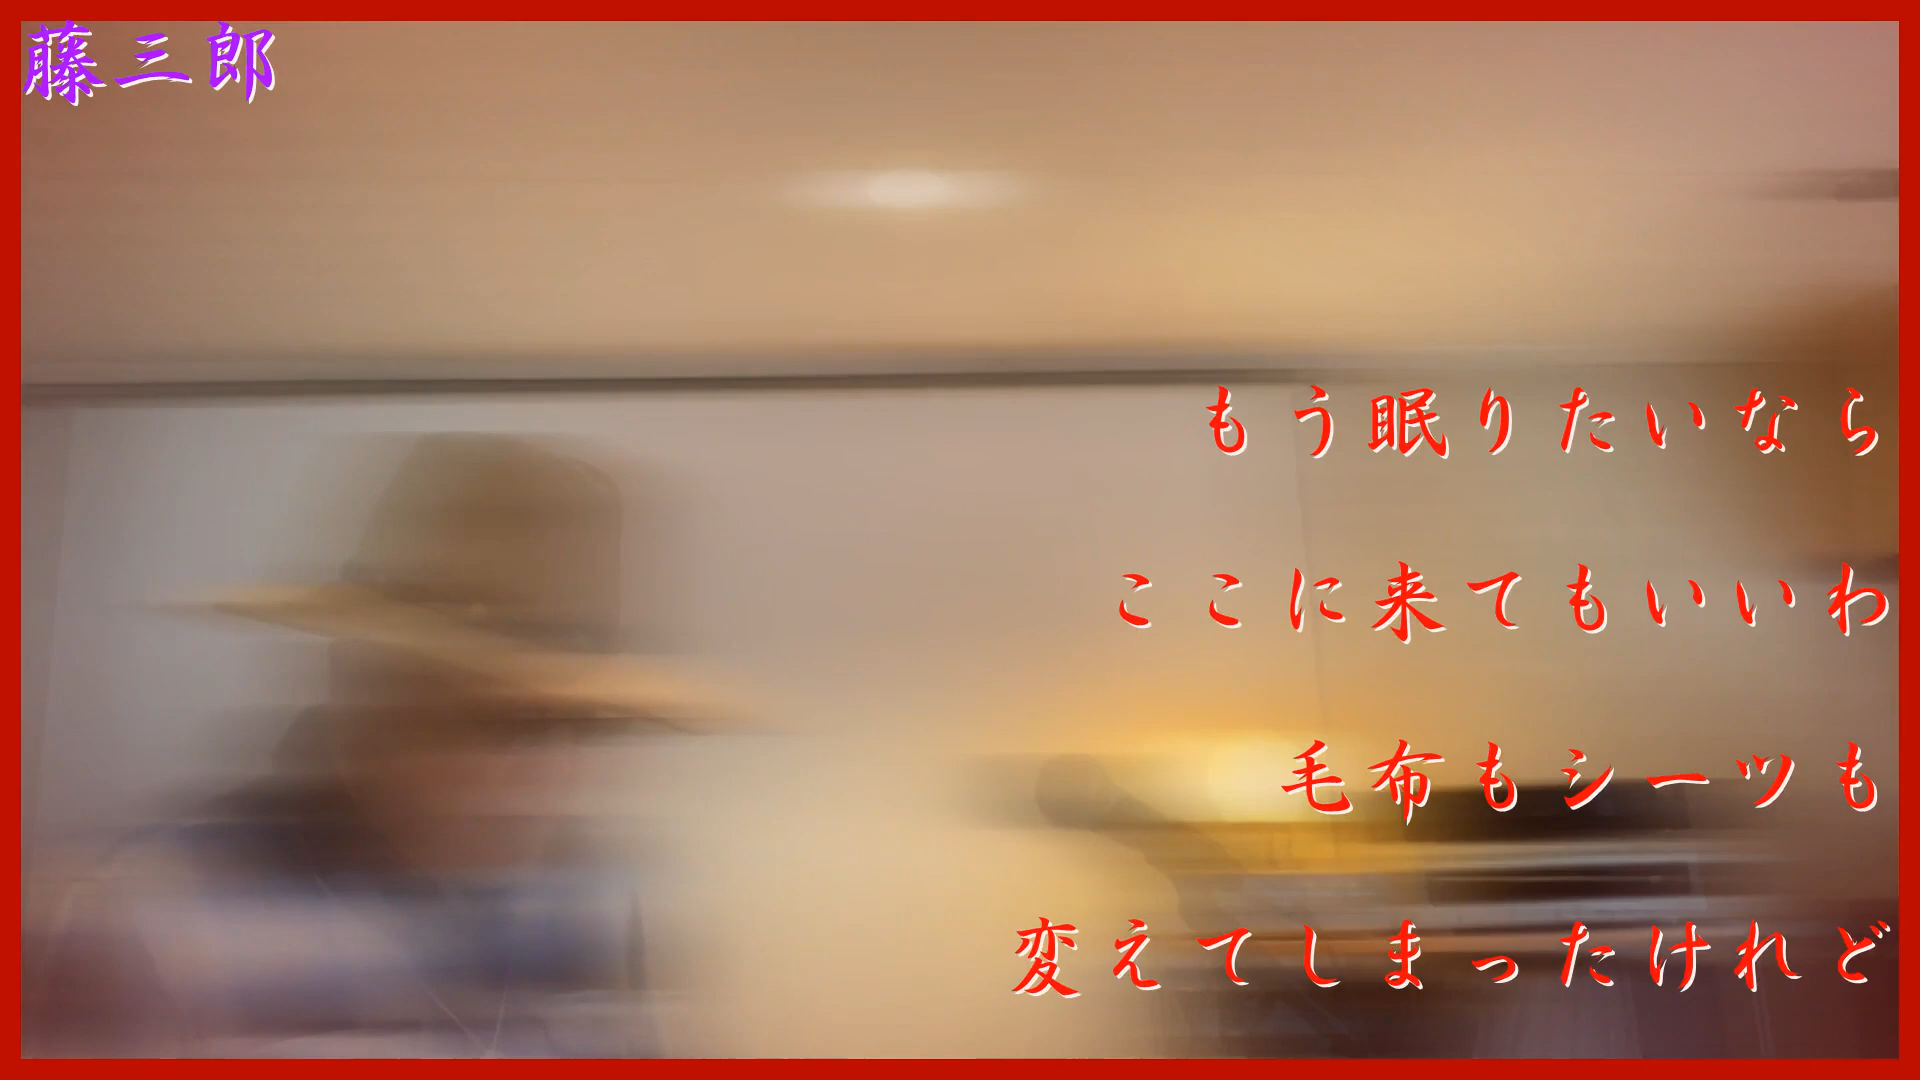 藤三郎
もう眠りたいなら
ここに来てもいいわ
毛布もシーツも
変えてしまったけれど